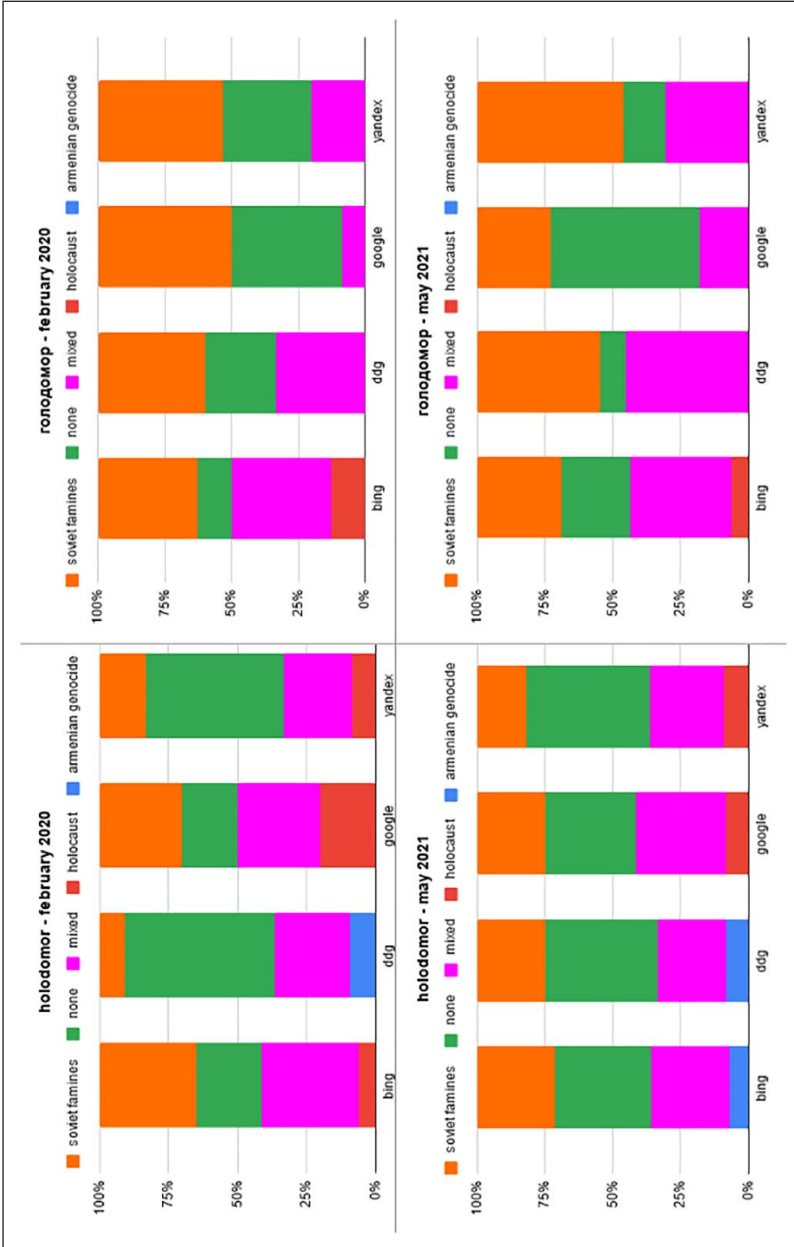 holodomor - february 2020
soviet famines none mixed holocaust armenian genocide
100%
75%
50%
25%
0%
bing ddg google yandex
голодомор - february 2020
soviet famines none mixed holocaust armenian genocide
100%
75%
50%
25%
0%
bing ddg google yandex
holodomor - may 2021
soviet famines none mixed holocaust armenian genocide
100%
75%
50%
25%
0%
bing ddg google yandex
голодомор - may 2021
soviet famines none mixed holocaust armenian genocide
100%
75%
50%
25%
0%
bing ddg google yandex